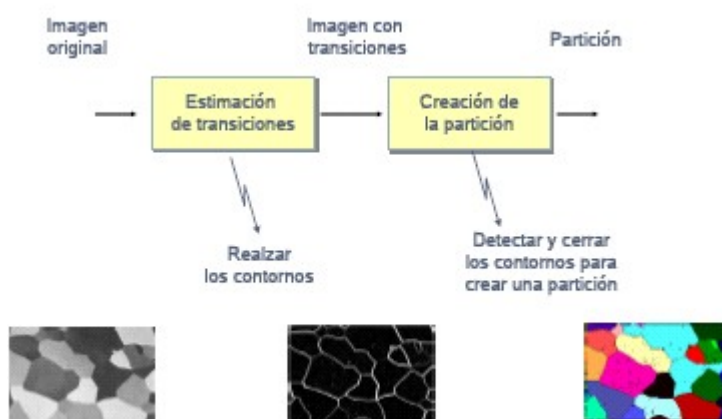 Imagen
original
Imagen con
transiciones
Partición
Estimación
de transiciones
Creación de
la partición
Realzar
los contornos
Detectar y cerrar
los contornos para
crear una partición